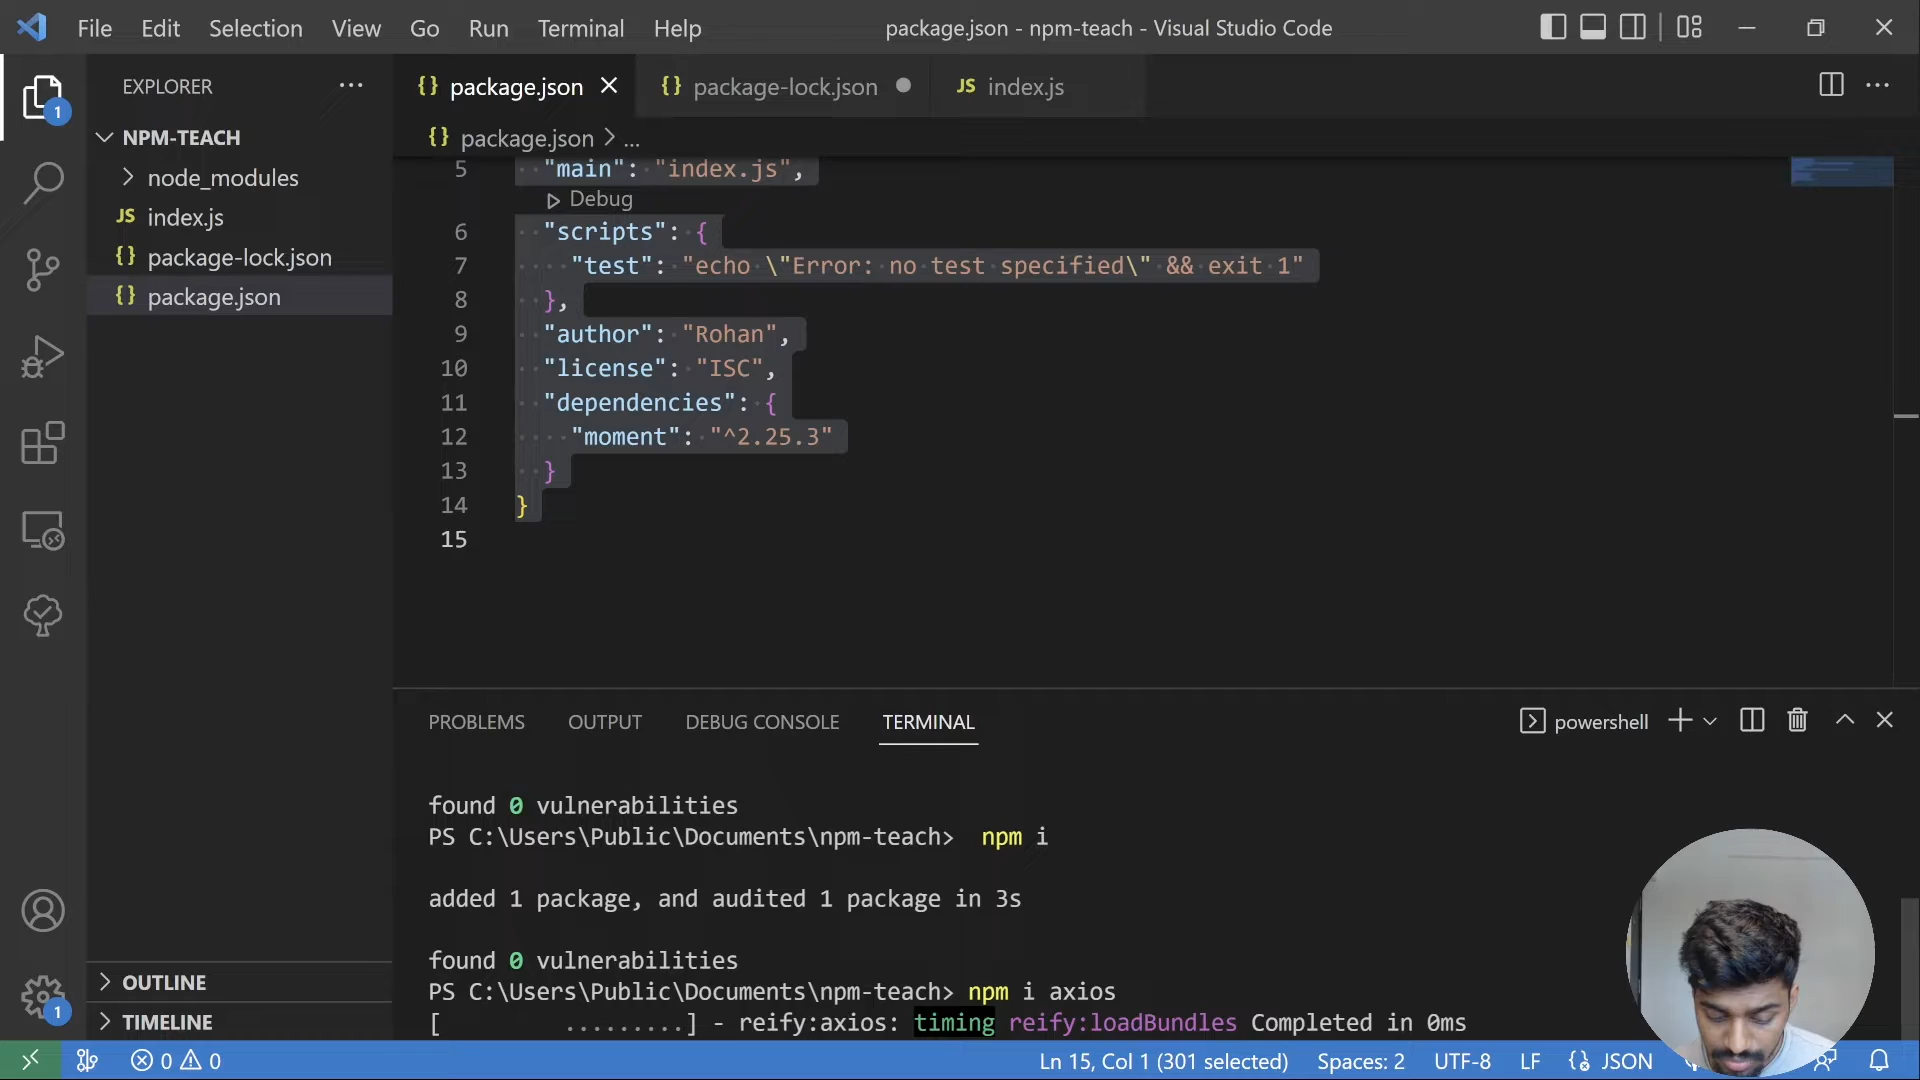 File Edit Selection View Go Run Terminal Help package.json - npm-teach - Visual Studio Code
EXPLORER
NPM-TEACH
node_modules
JS index.js
{} package-lock.json
{} package.json
OUTLINE
TIMELINE
1
1
{} package.json {} package-lock.json JS index.js
{} package.json > ...
5 "main": "index.js",
Debug
6 "scripts": {
7 "test": "echo \"Error: no test specified\" && exit 1"
8 },
9 "author": "Rohan",
10 "license": "ISC",
11 "dependencies": {
12 "moment": "^2.25.3"
13 }
14 }
15
PROBLEMS OUTPUT DEBUG CONSOLE TERMINAL powershell
found 0 vulnerabilities
PS C:\Users\Public\Documents\npm-teach> npm i
added 1 package, and audited 1 package in 3s
found 0 vulnerabilities
PS C:\Users\Public\Documents\npm-teach> npm i axios
[ .........] - reify:axios: timing reify:loadBundles Completed in 0ms
0 0 Ln 15, Col 1 (301 selected) Spaces: 2 UTF-8 LF {} JSON